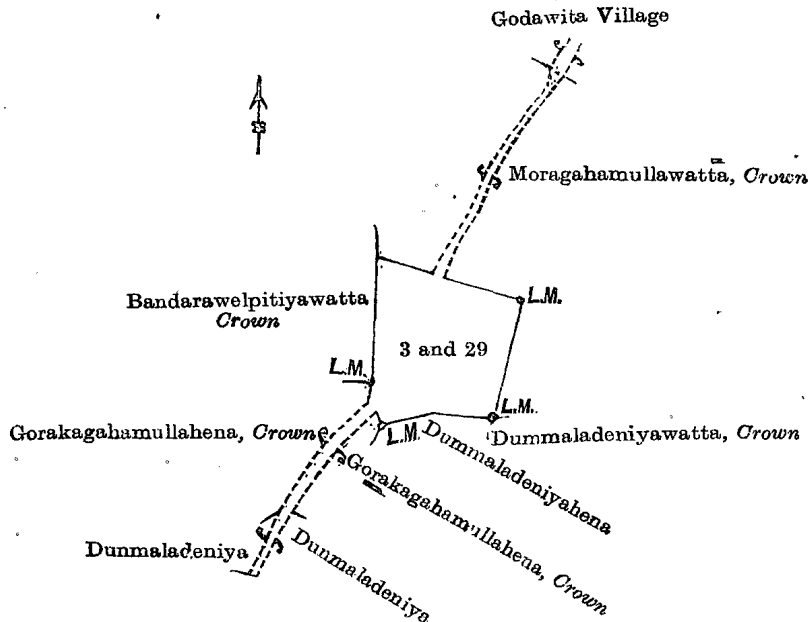 Godawita Village
Moragahamullawatta, Crown
Bandarawelpitiyawatta
Crown
L.M.
3 and 29
L.M.
L.M.
L.M.
Gorakagahamullahena, Crown
Dummaladeniyawatta, Crown
Dummaladeniyahena
Gorakagahamullahena, Crown
Dunmaladeniya
Dunmaladeniya